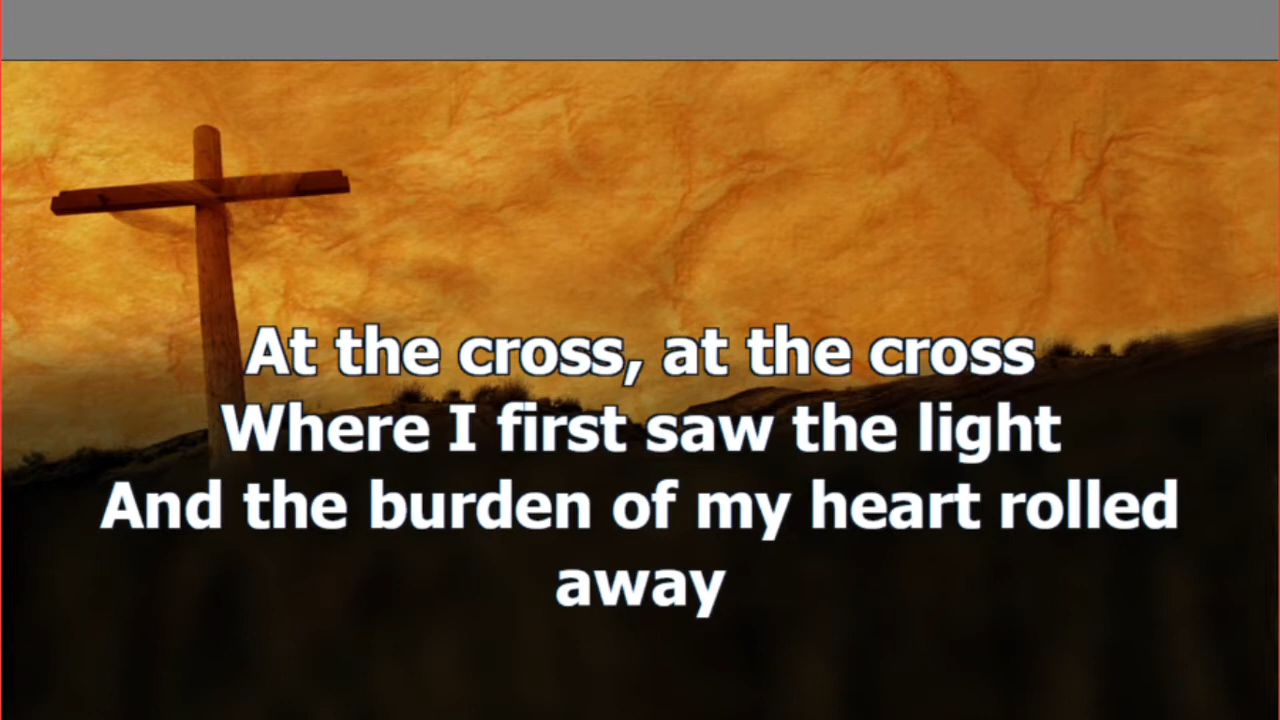 At the cross, at the cross
Where I first saw the light
And the burden of my heart rolled
away